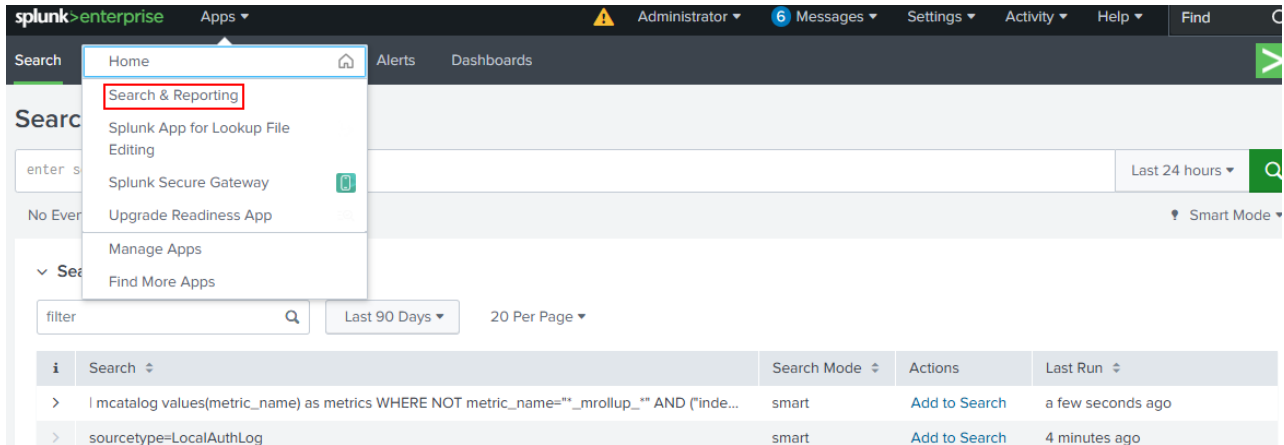 splunk>enterprise Apps ▾ Administrator ▾ 6 Messages ▾ Settings ▾ Activity ▾ Help ▾ Find
Search Home Alerts Dashboards
Search & Reporting
Searc
Splunk App for Lookup File
Editing
enter s Last 24 hours ▾
Splunk Secure Gateway
No Ever Upgrade Readiness App Smart Mode ▾
Manage Apps
Sea
Find More Apps
filter Last 90 Days ▾ 20 Per Page ▾
i Search Search Mode Actions Last Run
> | mcatalog values(metric_name) as metrics WHERE NOT metric_name="*_mrollup_*" AND ("inde... smart Add to Search a few seconds ago
> sourcetype=LocalAuthLog smart Add to Search 4 minutes ago